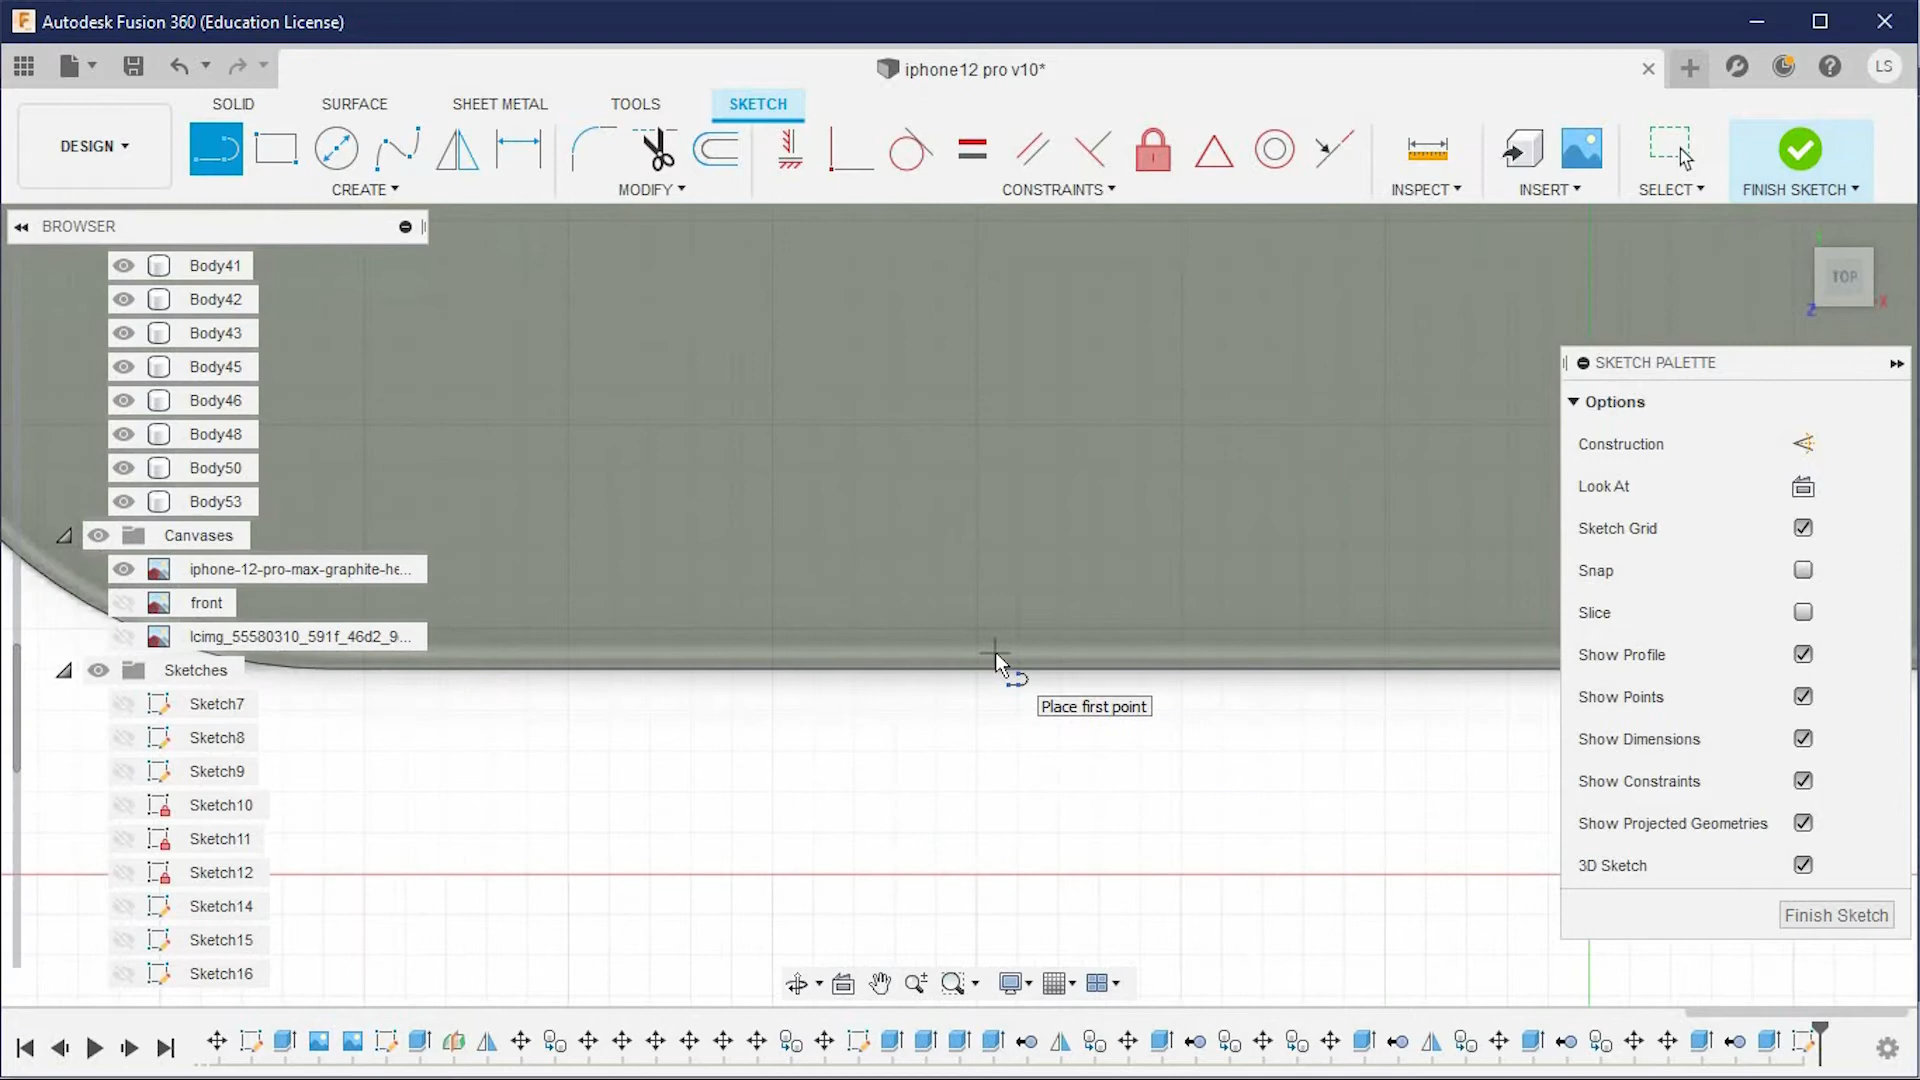 Autodesk Fusion 360 (Education License)
iphone12 pro v10*
LS
SOLID
SURFACE
SHEET METAL
TOOLS
SKETCH
DESIGN
CREATE
MODIFY
CONSTRAINTS
INSPECT
INSERT
SELECT
FINISH SKETCH
BROWSER
Body41
Body42
Body43
Body45
Body46
Body48
Body50
Body53
Canvases
iphone-12-pro-max-graphite-he...
front
lcimg_55580310_591f_46d2_9...
Sketches
Sketch7
Sketch8
Sketch9
Sketch10
Sketch11
Sketch12
Sketch14
Sketch15
Sketch16
Place first point
TOP
Z
X
SKETCH PALETTE
Options
Construction
Look At
Sketch Grid
Snap
Slice
Show Profile
Show Points
Show Dimensions
Show Constraints
Show Projected Geometries
3D Sketch
Finish Sketch